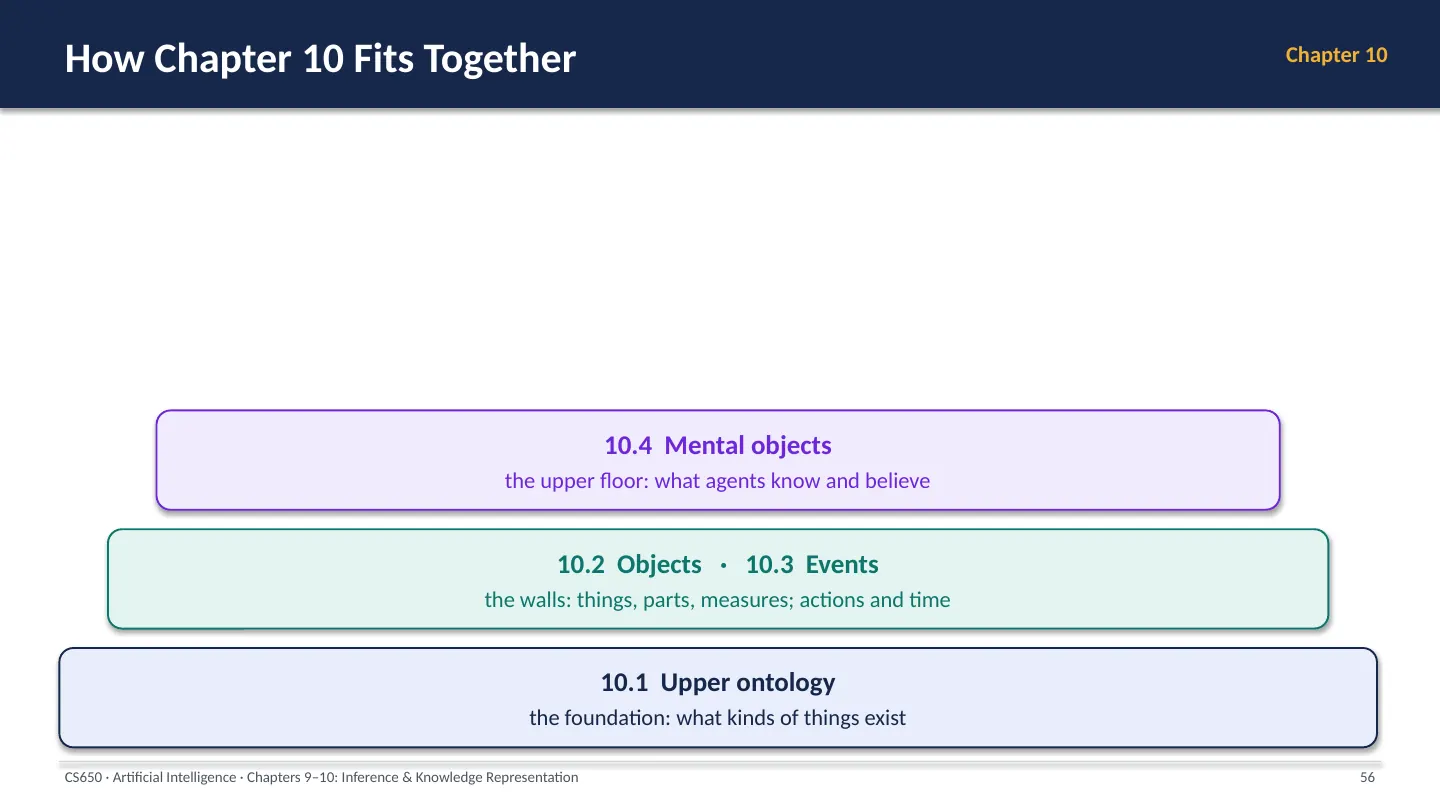 How Chapter 10 Fits Together
Chapter 10
10.4 Mental objects
the upper floor: what agents know and believe
10.2 Objects · 10.3 Events
the walls: things, parts, measures; actions and time
10.1 Upper ontology
the foundation: what kinds of things exist
CS650 · Artificial Intelligence · Chapters 9–10: Inference & Knowledge Representation
56